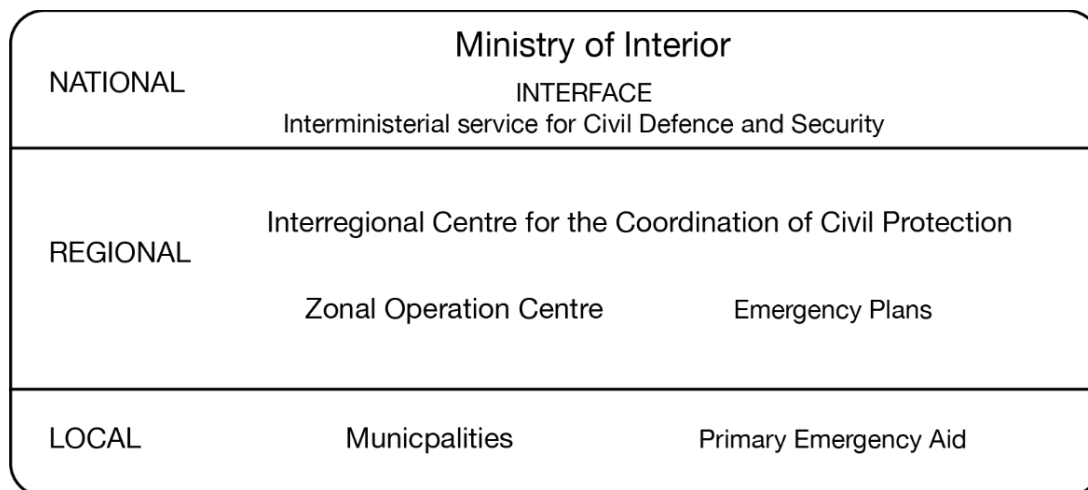 Ministry of Interior
NATIONAL
INTERFACE
Interministerial service for Civil Defence and Security
Interregional Centre for the Coordination of Civil Protection
REGIONAL
Zonal Operation Centre Emergency Plans
LOCAL Municpalities Primary Emergency Aid